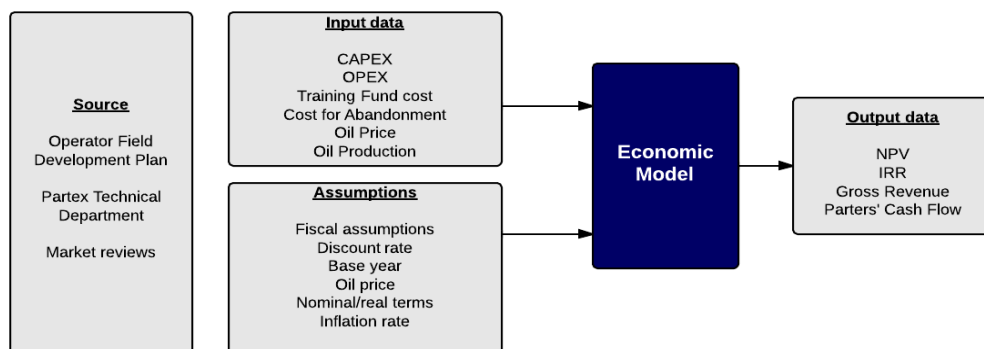 Source
Operator Field
Development Plan
Partex Technical
Department
Market reviews
Input data
CAPEX
OPEX
Training Fund cost
Cost for Abandonment
Oil Price
Oil Production
Assumptions
Fiscal assumptions
Discount rate
Base year
Oil price
Nominal/real terms
Inflation rate
Economic
Model
Output data
NPV
IRR
Gross Revenue
Parters' Cash Flow